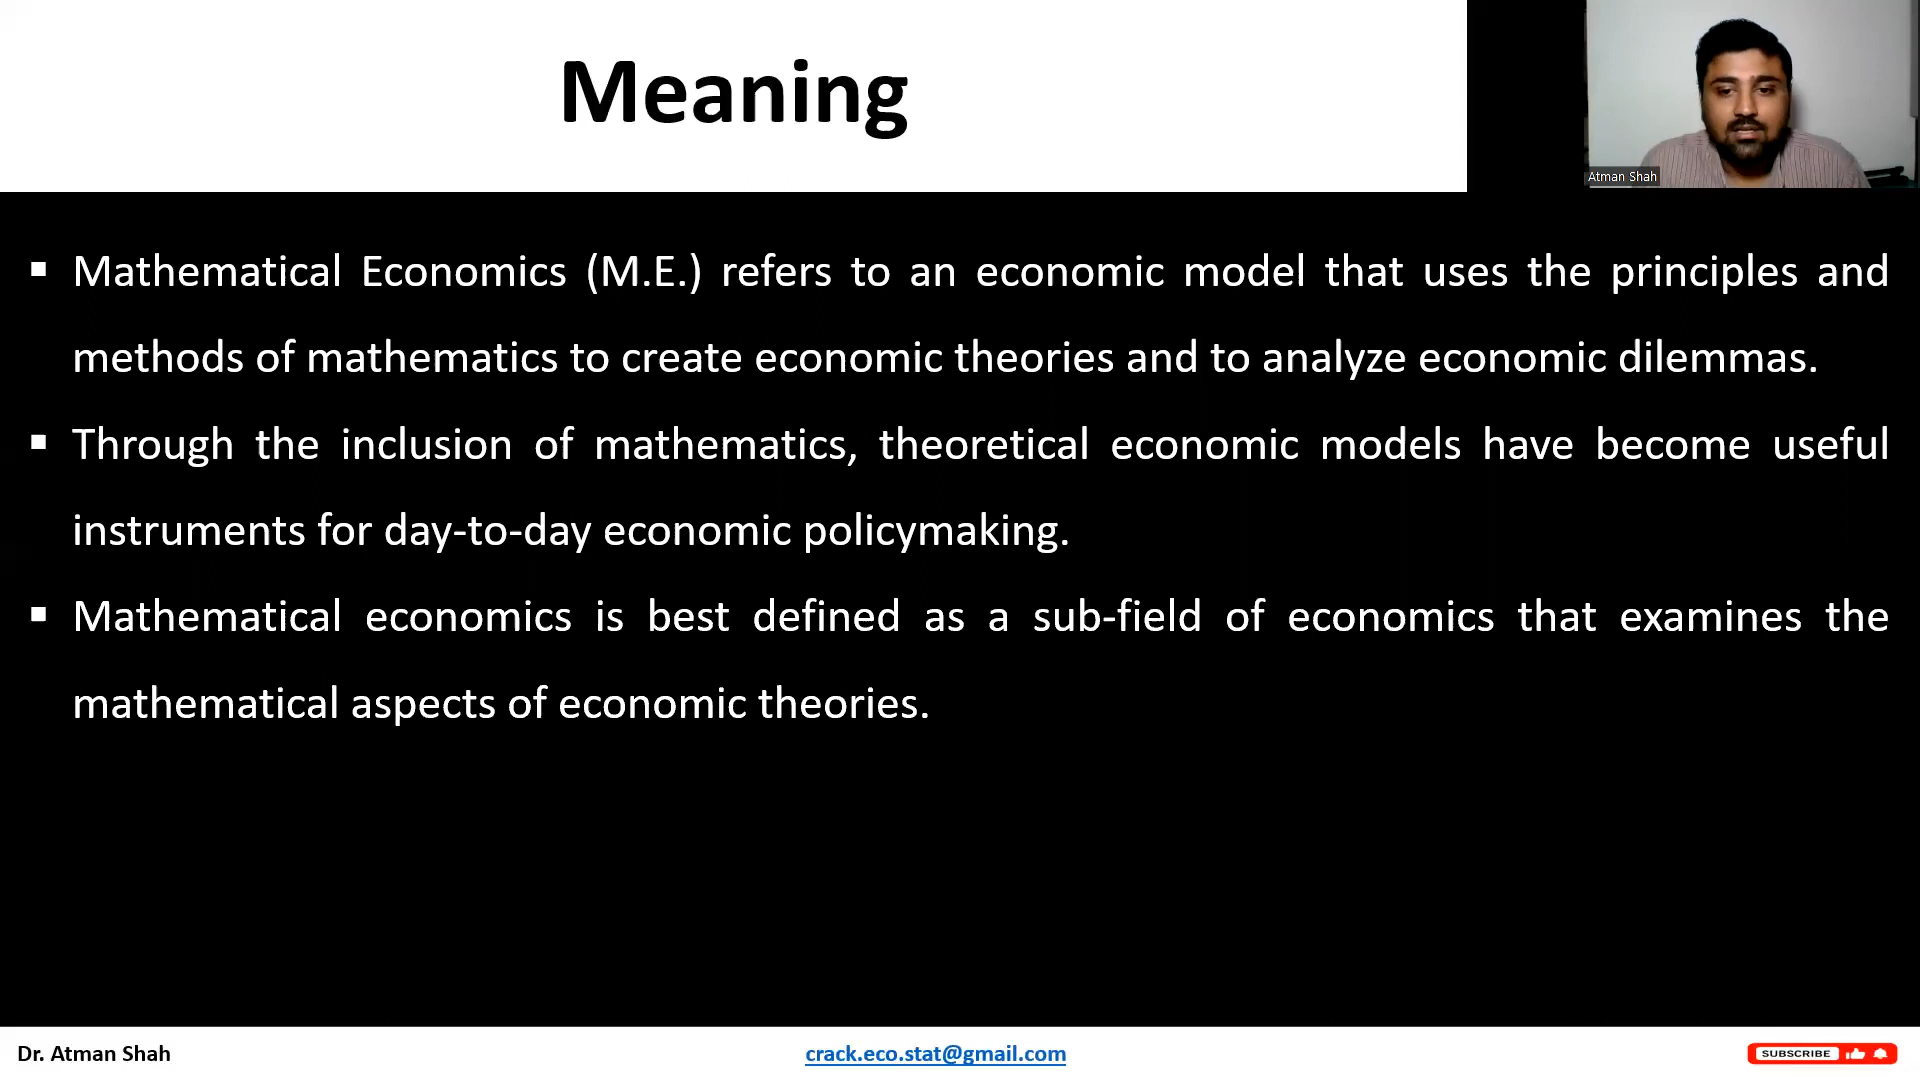 Meaning
Atman Shah
▪ Mathematical Economics (M.E.) refers to an economic model that uses the principles and
methods of mathematics to create economic theories and to analyze economic dilemmas.
▪ Through the inclusion of mathematics, theoretical economic models have become useful
instruments for day-to-day economic policymaking.
▪ Mathematical economics is best defined as a sub-field of economics that examines the
mathematical aspects of economic theories.
Dr. Atman Shah
crack.eco.stat@gmail.com
SUBSCRIBE